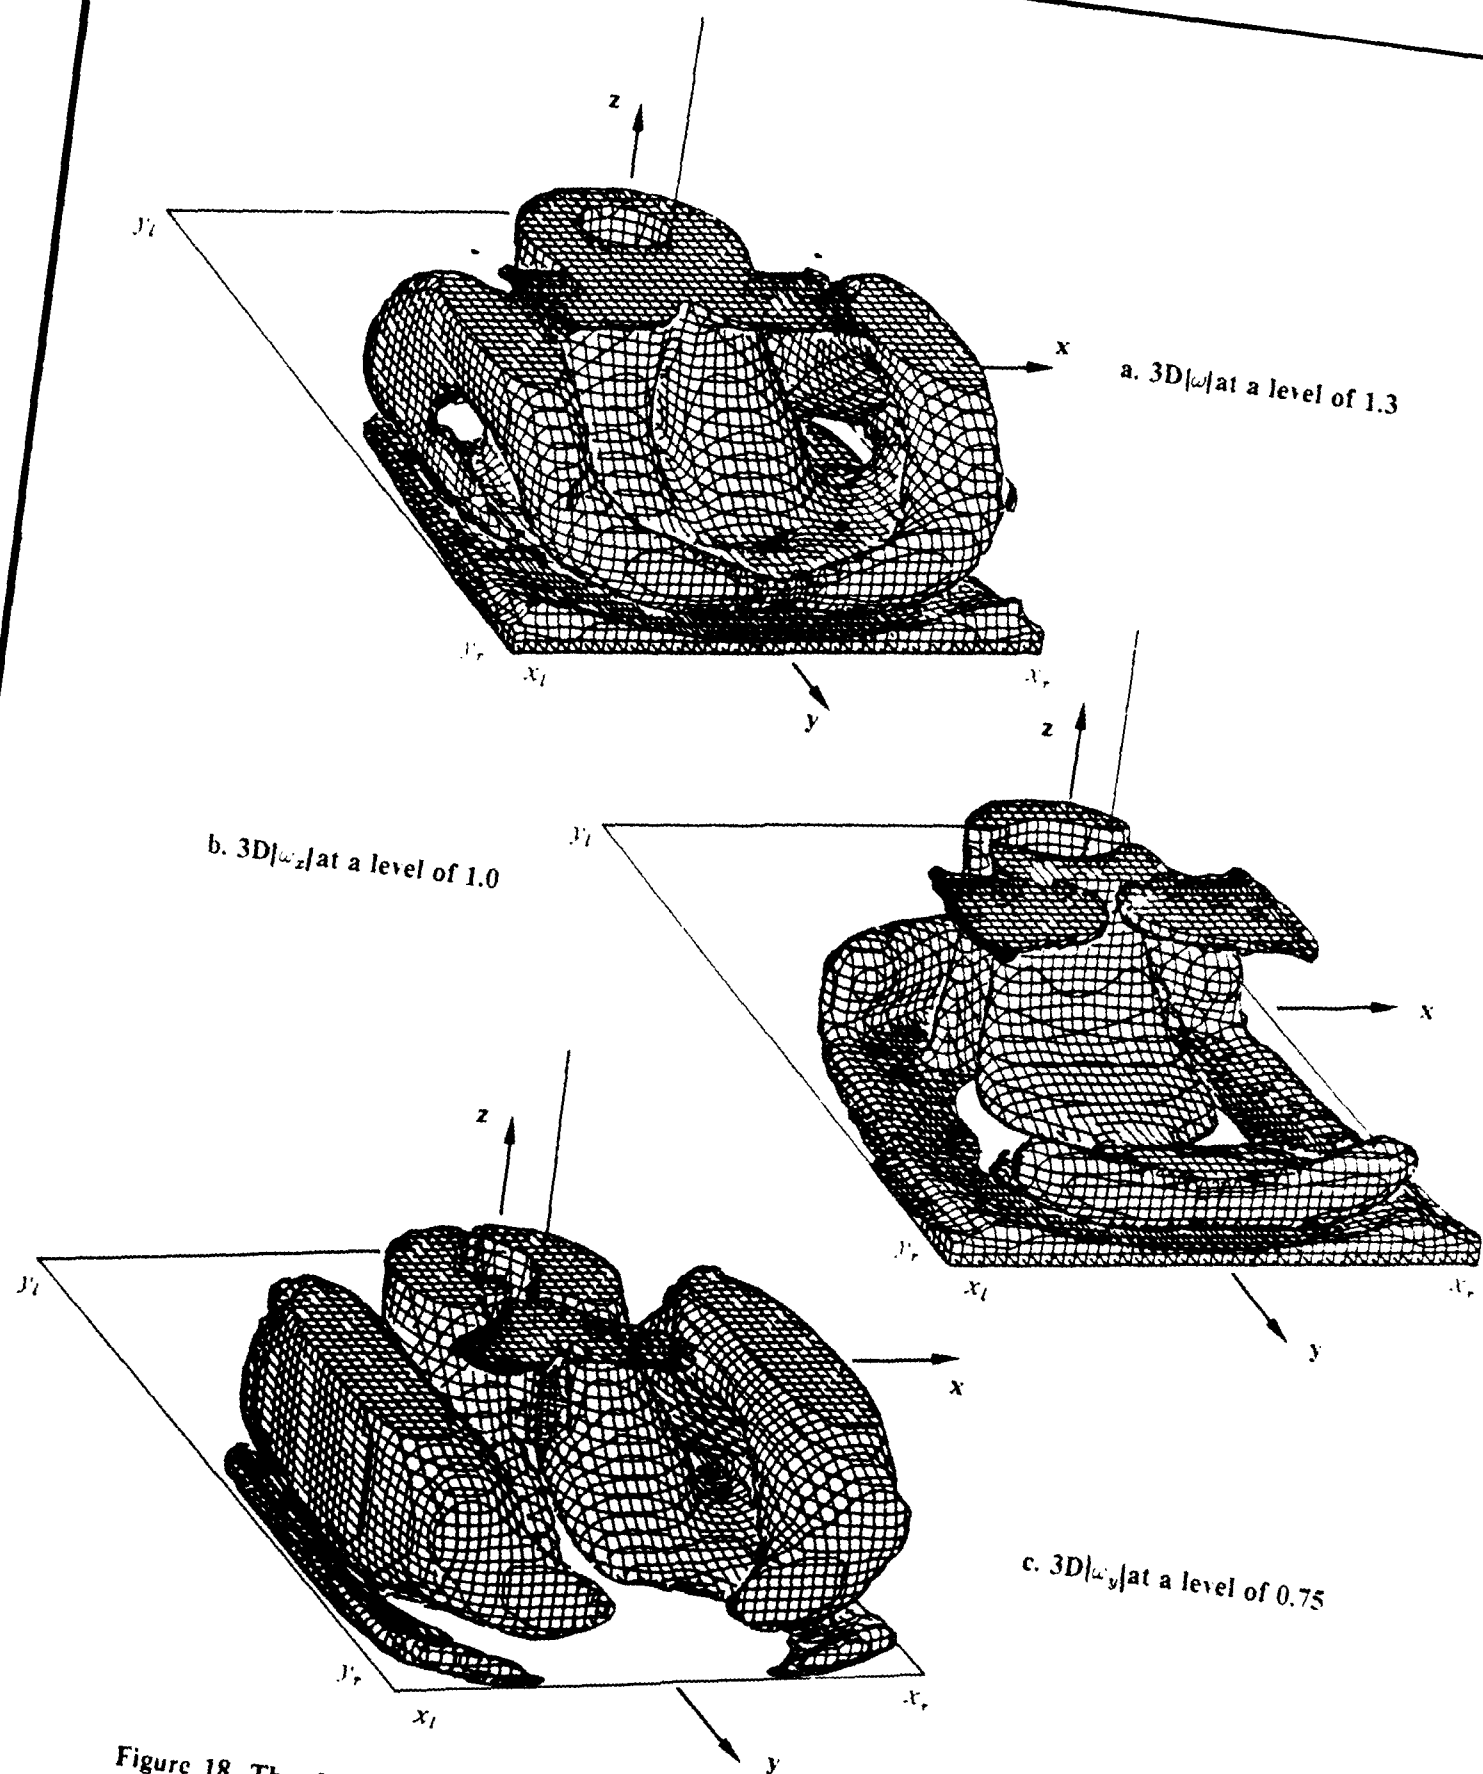 z
y_l
x
a. 3D|ω|at a level of 1.3
y_r
x_l
x_r
y
z
y_l
b. 3D|ω_z|at a level of 1.0
x
y_r
x_l
x_r
y
z
y_l
x
c. 3D|ω_y|at a level of 0.75
y_r
x_l
x_r
y
Figure 18.